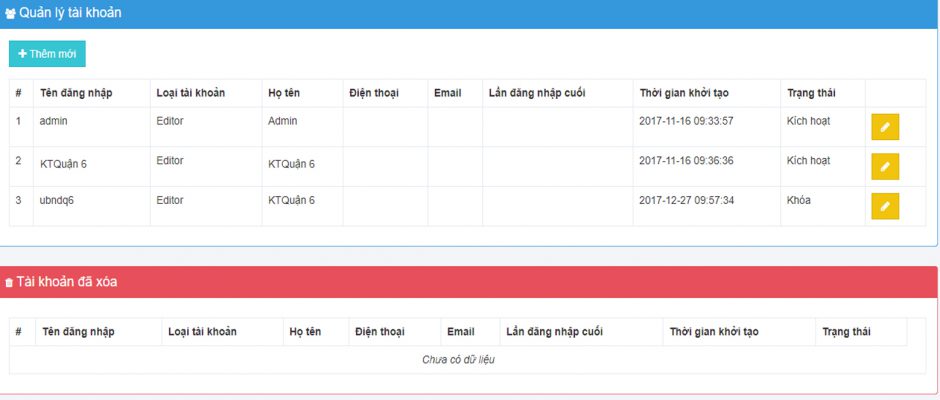 Quản lý tài khoản
Thêm mới
# Tên đăng nhập Loại tài khoản Họ tên Điện thoại Email Lần đăng nhập cuối Thời gian khởi tạo Trạng thái
1 admin Editor Admin 2017-11-16 09:33:57 Kích hoạt
2 KTQuận 6 Editor KTQuận 6 2017-11-16 09:36:36 Kích hoạt
3 ubndq6 Editor KTQuận 6 2017-12-27 09:57:34 Khóa
Tài khoản đã xóa
# Tên đăng nhập Loại tài khoản Họ tên Điện thoại Email Lần đăng nhập cuối Thời gian khởi tạo Trạng thái
Chưa có dữ liệu